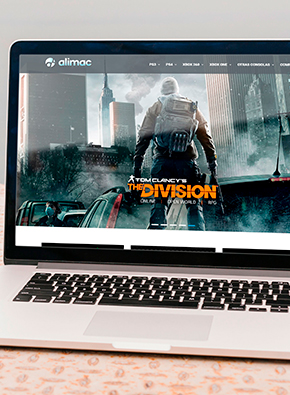 alimac
PS3 PS4 XBOX 360 XBOX ONE OTRAS CONSOLAS
TOM CLANCY'S
THE DIVISION
ONLINE OPEN WORLD RPG